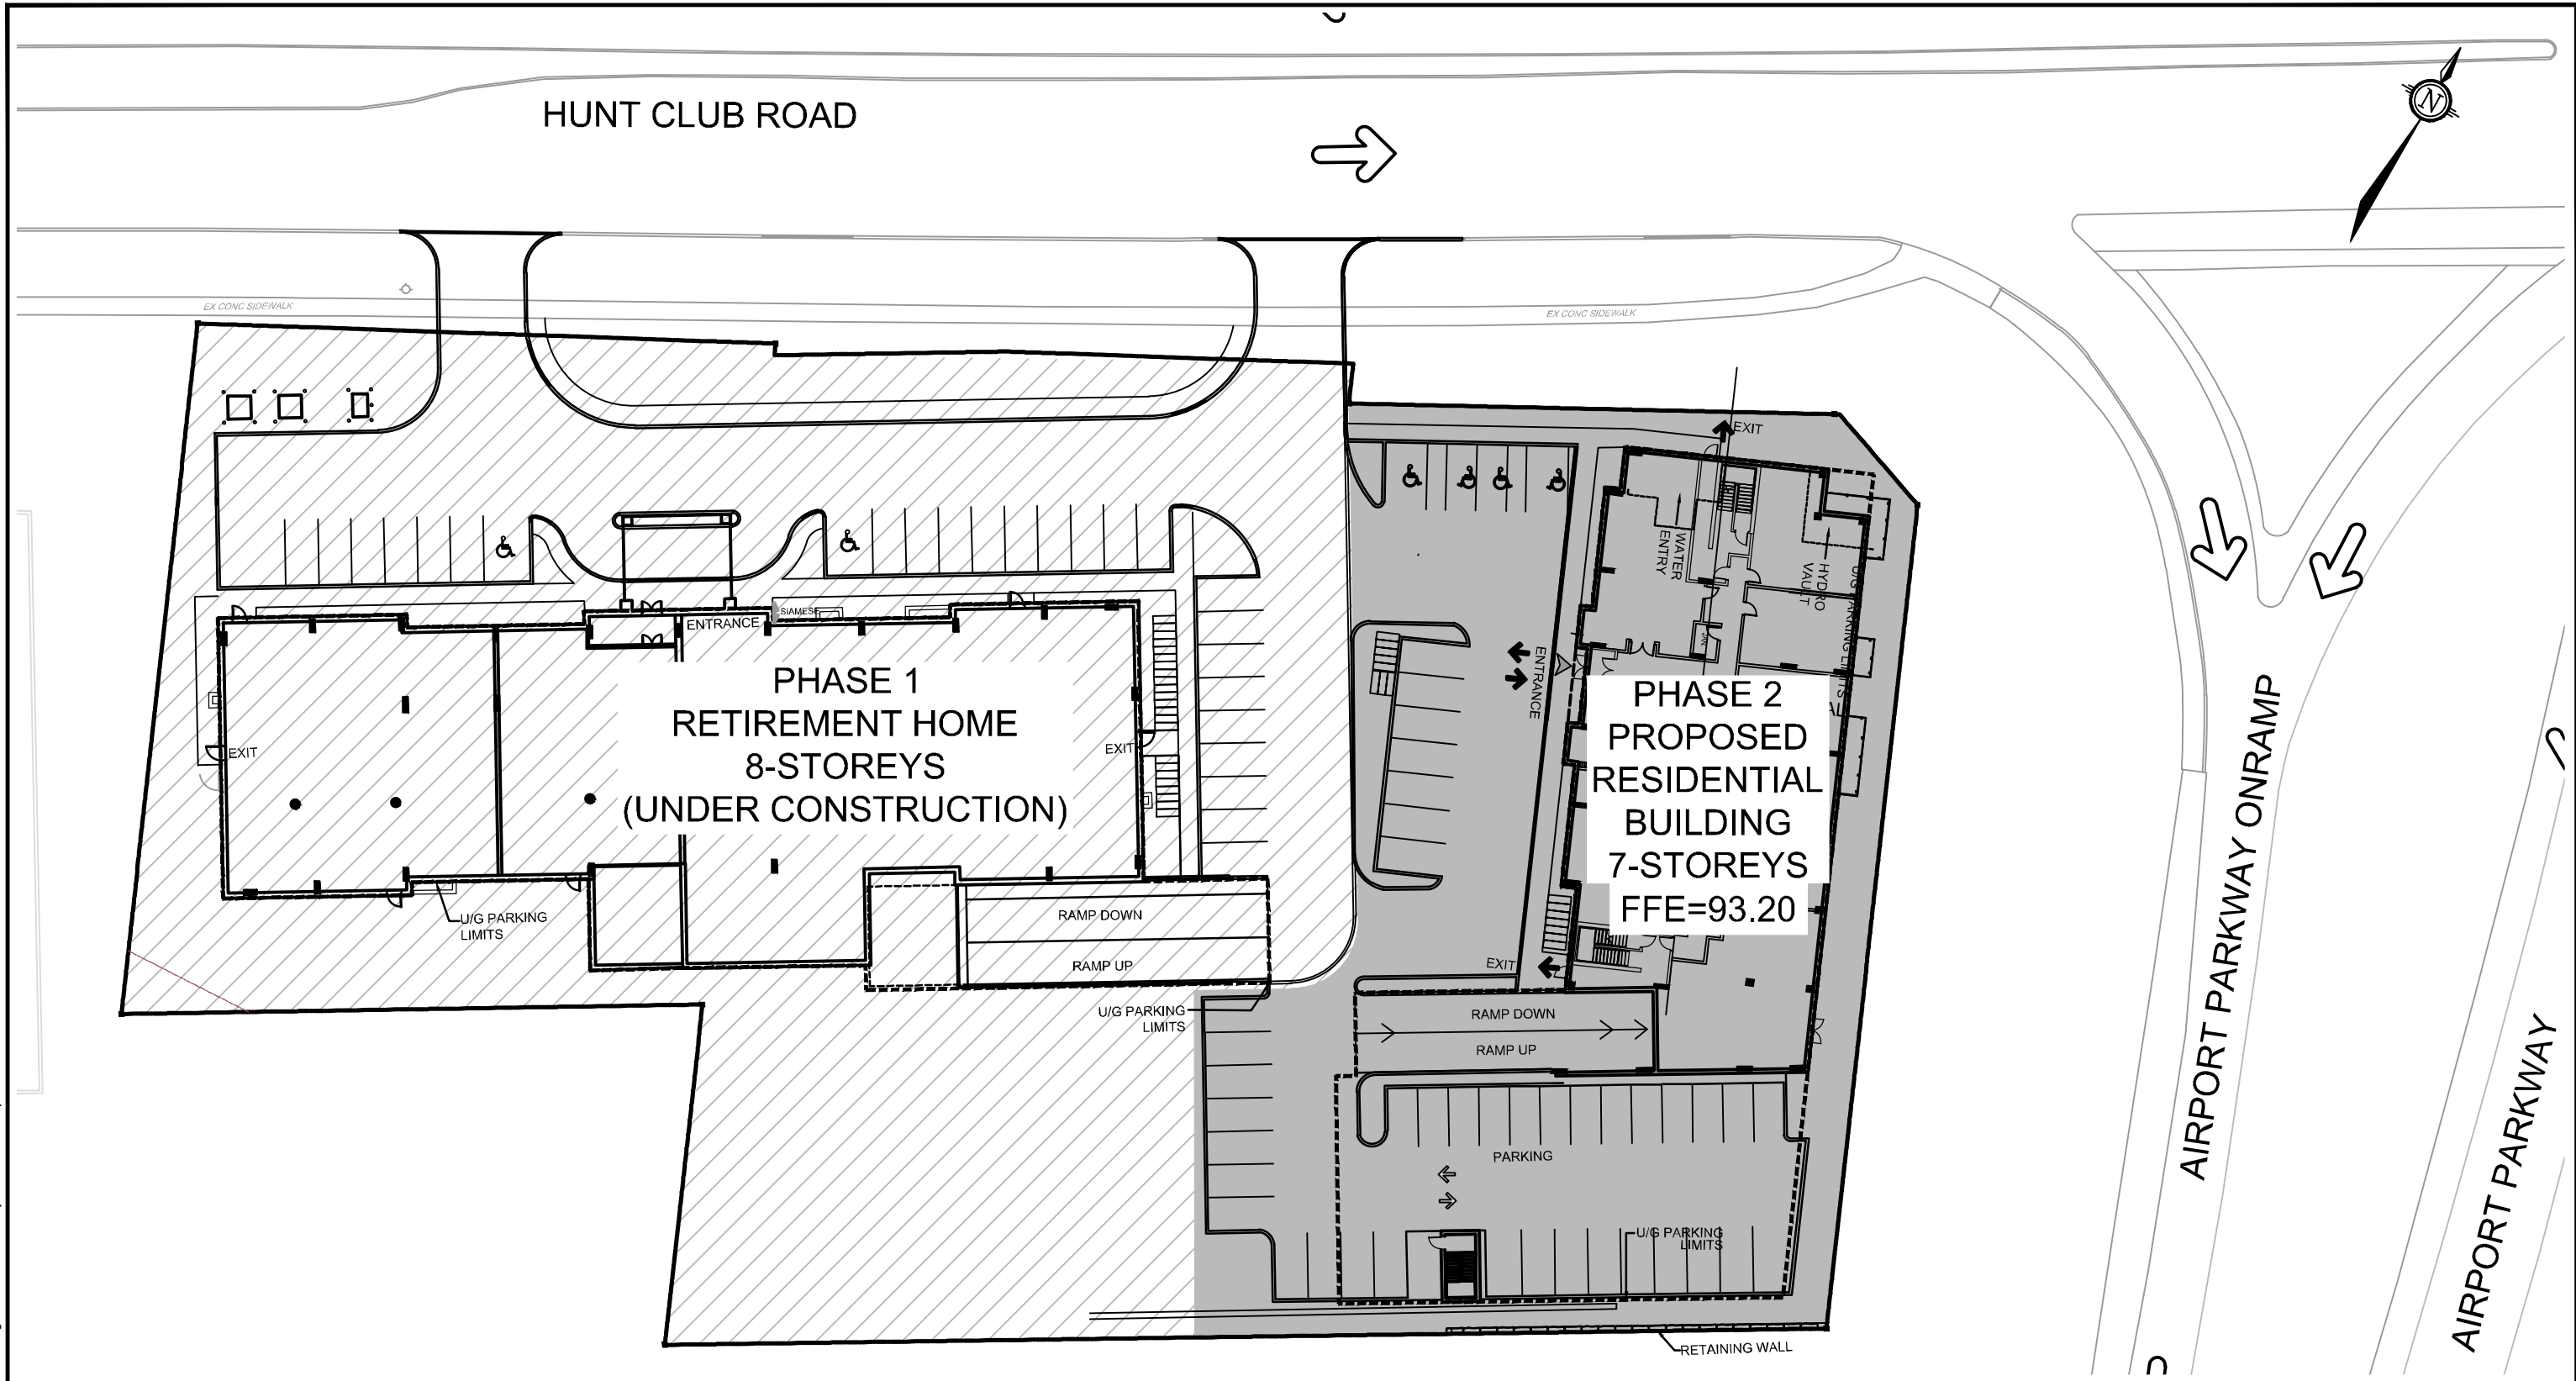 HUNT CLUB ROAD
N
EX CONC SIDEWALK
EX CONC SIDEWALK
EXIT
WATER
ENTRY
HYDRO
VAULT
U/G PARKING LIMITS
SIAMESE
ENTRANCE
ENTRANCE
PHASE 1
RETIREMENT HOME
8-STOREYS
(UNDER CONSTRUCTION)
EXIT
EXIT
PHASE 2
PROPOSED
RESIDENTIAL
BUILDING
7-STOREYS
FFE=93.20
U/G PARKING
LIMITS
RAMP DOWN
RAMP UP
EXIT
U/G PARKING
LIMITS
RAMP DOWN
RAMP UP
PARKING
U/G PARKING
LIMITS
RETAINING WALL
AIRPORT PARKWAY ONRAMP
AIRPORT PARKWAY